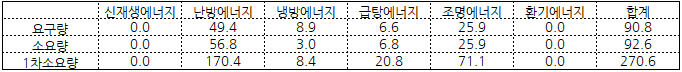 신재생에너지 난방에너지 냉방에너지 급탕에너지 조명에너지 환기에너지 합계
요구량 0.0 49.4 8.9 6.6 25.9 0.0 90.8
소요량 0.0 56.8 3.0 6.8 25.9 0.0 92.6
1차소요량 0.0 170.4 8.4 20.8 71.1 0.0 270.6